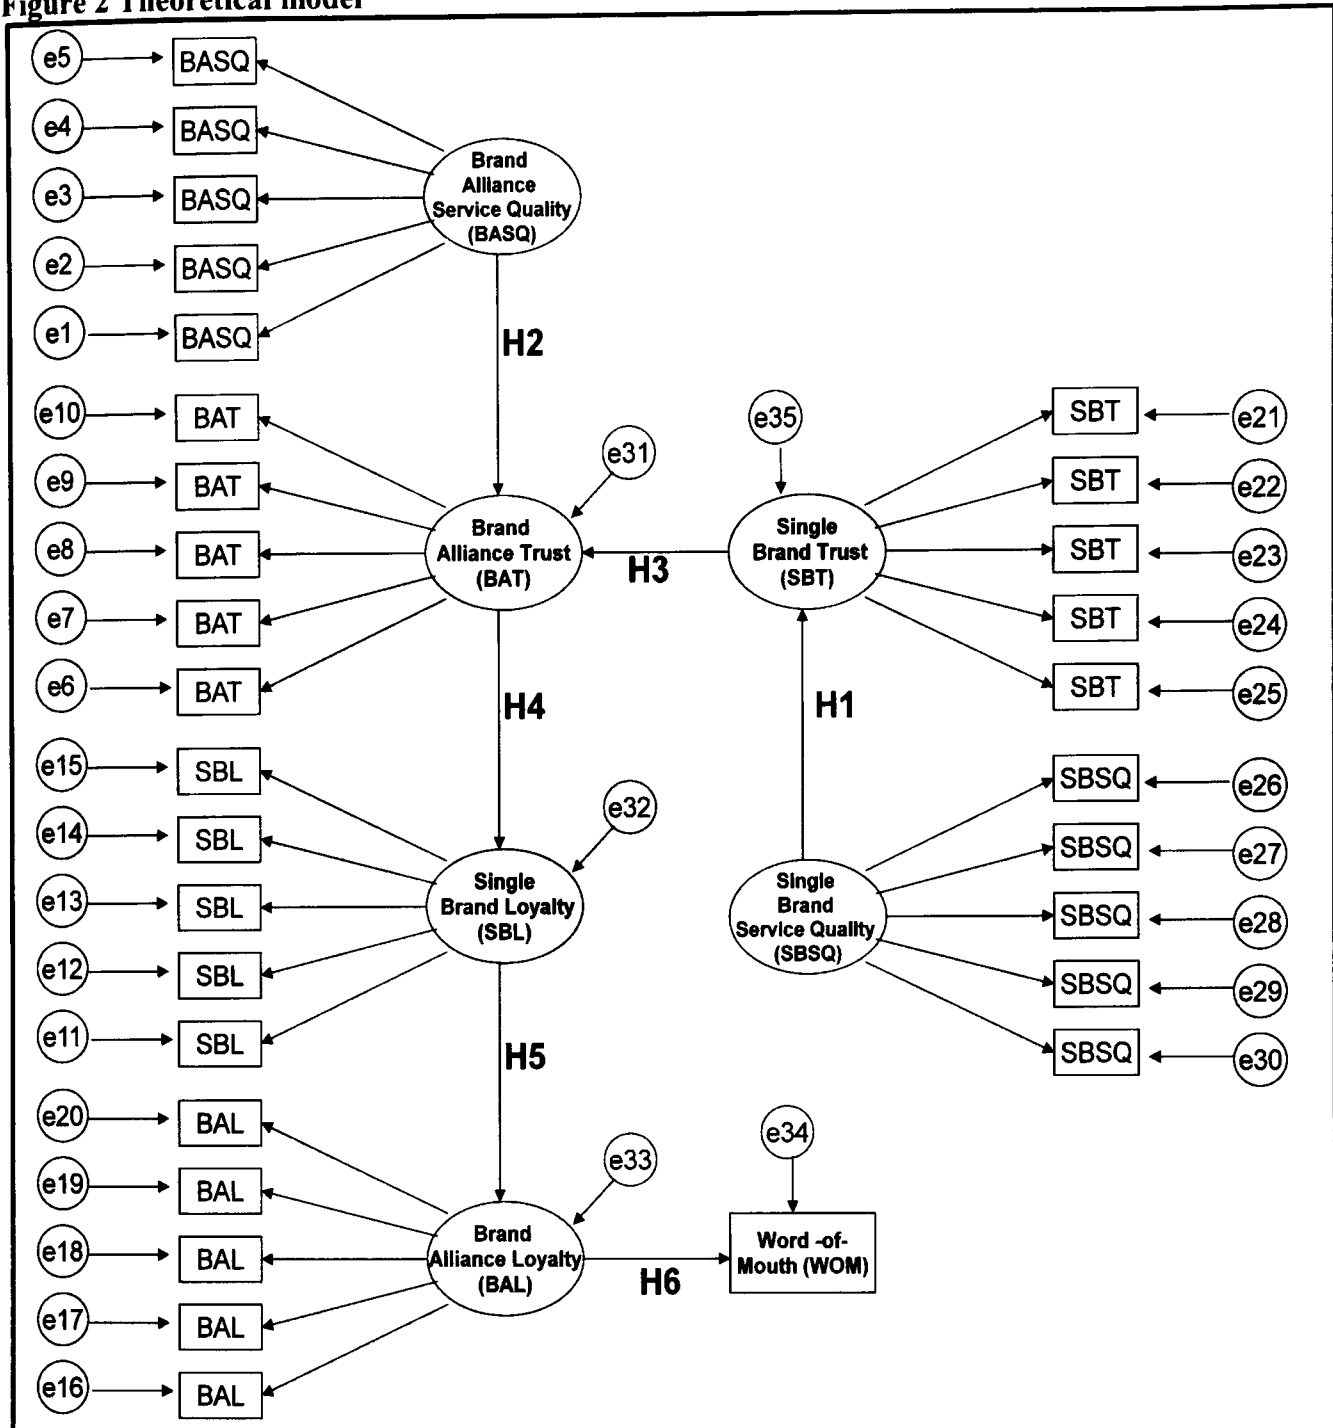 Figure 2 Theoretical model
e5
BASQ
e4
BASQ
e3
BASQ
e2
BASQ
e1
BASQ
Brand
Alliance
Service Quality
(BASQ)
H2
e10
BAT
e9
BAT
e8
BAT
e7
BAT
e6
BAT
e31
Brand
Alliance Trust
(BAT)
H3
e35
Single
Brand Trust
(SBT)
SBT
e21
SBT
e22
SBT
e23
SBT
e24
SBT
e25
H4
H1
e15
SBL
e14
SBL
e13
SBL
e12
SBL
e11
SBL
e32
Single
Brand Loyalty
(SBL)
Single
Brand
Service Quality
(SBSQ)
SBSQ
e26
SBSQ
e27
SBSQ
e28
SBSQ
e29
SBSQ
e30
H5
e20
BAL
e19
BAL
e18
BAL
e17
BAL
e16
BAL
e33
Brand
Alliance Loyalty
(BAL)
H6
e34
Word -of-
Mouth (WOM)